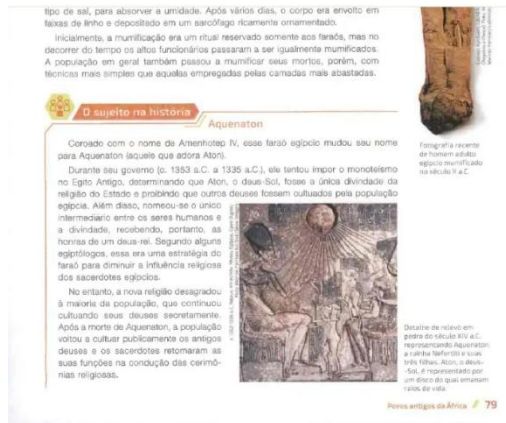 tipo de sal, para absorver a umidade. Após vários dias, o corpo era envolto em
faixas de linho e depositado em um sarcófago ricamente ornamentado.
Inicialmente, a mumificação era um ritual reservado somente aos faraós, mas no
decorrer do tempo os altos funcionários passaram a ser igualmente mumificados.
A população em geral também passou a mumificar seus mortos, porém, com
técnicas mais simples que aquelas empregadas pelas camadas mais abastadas.
Fotografia recente
de homem adulto
egípcio mumificado
no século X a.C.
O sujeito na história
Aquenaton
Coroado com o nome de Amenhotep IV, esse faraó egípcio mudou seu nome
para Aquenaton (aquele que adora Aton).
Durante seu governo (c. 1353 a.C. a 1335 a.C.), ele tentou impor o monoteísmo
no Egito Antigo, determinando que Aton, o deus-Sol, fosse a única divindade da
religião do Estado e proibindo que outros deuses fossem cultuados pela população
egípcia. Além disso, nomeou-se o único
intermediário entre os seres humanos e
a divindade, recebendo, portanto, as
honras de um deus-rei. Segundo alguns
egiptólogos, essa era uma estratégia do
faraó para diminuir a influência religiosa
dos sacerdotes egípcios.
No entanto, a nova religião desagradou
à maioria da população, que continuou
cultuando seus deuses secretamente.
Após a morte de Aquenaton, a população
voltou a cultuar publicamente os antigos
deuses e os sacerdotes retomaram as
suas funções na condução das cerimô-
nias religiosas.
Detalhe de relevo em
pedra do século XIV a.C.
representando Aquenaton,
a rainha Nefertiti e suas
três filhas. Aton, o deus-
-Sol, é representado por
um disco do qual emanam
raios de vida.
Povos antigos da África
79